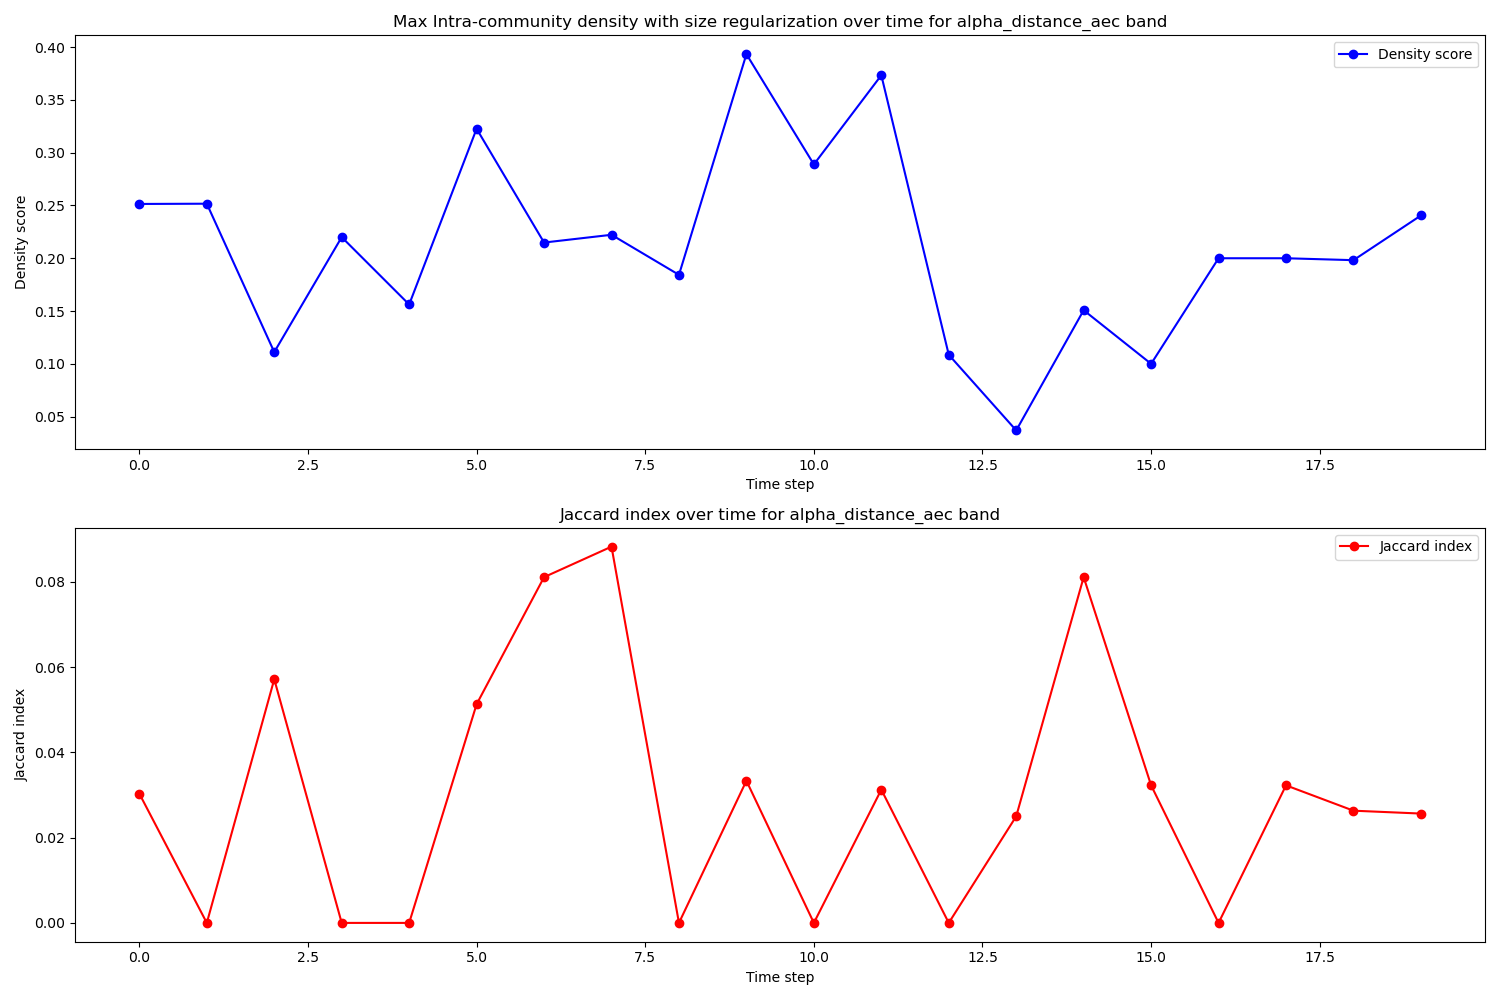 Max Intra-community density with size regularization over time for alpha_distance_aec band
Density score
0.40
0.35
0.30
0.25
0.20
0.15
0.10
0.05
Density score
0.0 2.5 5.0 7.5 10.0 12.5 15.0 17.5
Time step
Jaccard index over time for alpha_distance_aec band
Jaccard index
0.08
0.06
0.04
0.02
0.00
Jaccard index
0.0 2.5 5.0 7.5 10.0 12.5 15.0 17.5
Time step